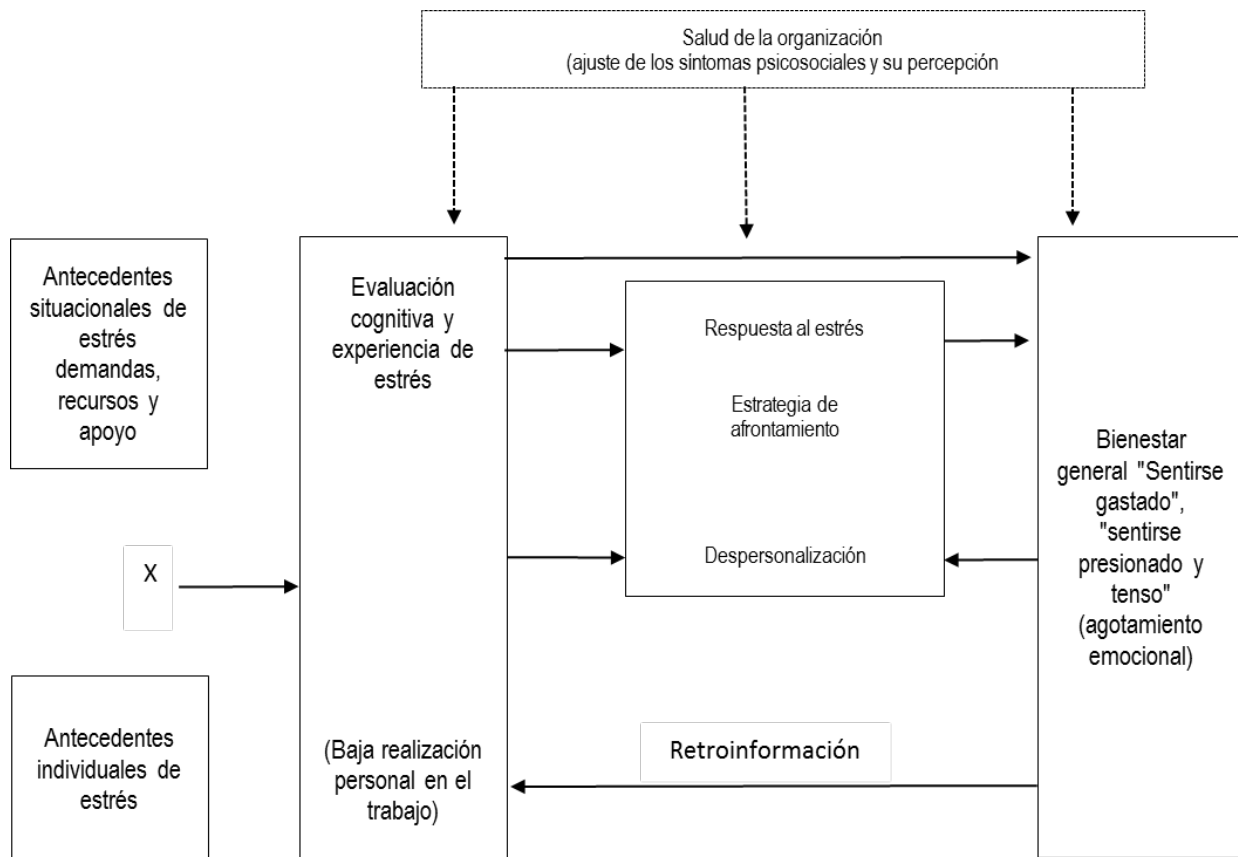 Salud de la organización
(ajuste de los síntomas psicosociales y su percepción
Antecedentes
situacionales de
estrés
demandas,
recursos y
apoyo
X
Antecedentes
individuales de
estrés
Evaluación
cognitiva y
experiencia de
estrés
(Baja realización
personal en el
trabajo)
Respuesta al estrés
Estrategia de
afrontamiento
Despersonalización
Retroinformación
Bienestar
general "Sentirse
gastado",
"sentirse
presionado y
tenso"
(agotamiento
emocional)